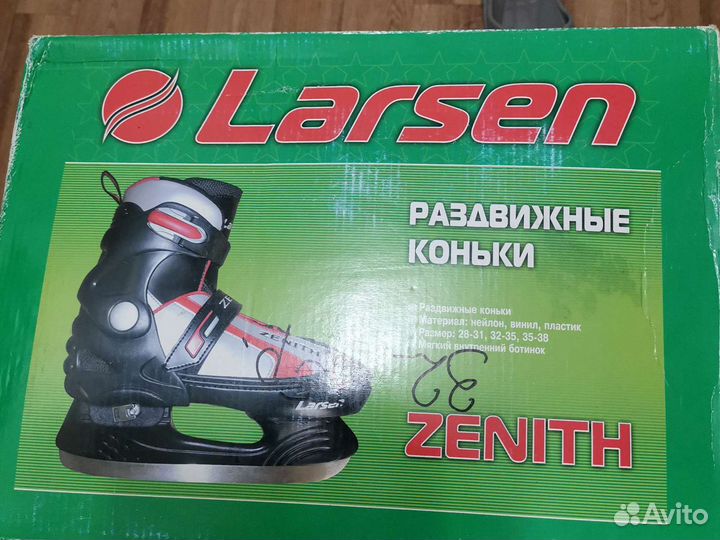 Larsen
РАЗДВИЖНЫЕ
КОНЬКИ
Раздвижные коньки
Материал: нейлон, винил, пластик
Размер: 28-31, 32-35, 35-38
Мягкий внутренний ботинок
ZENITH
Larsen
32
ZENITH
Avito